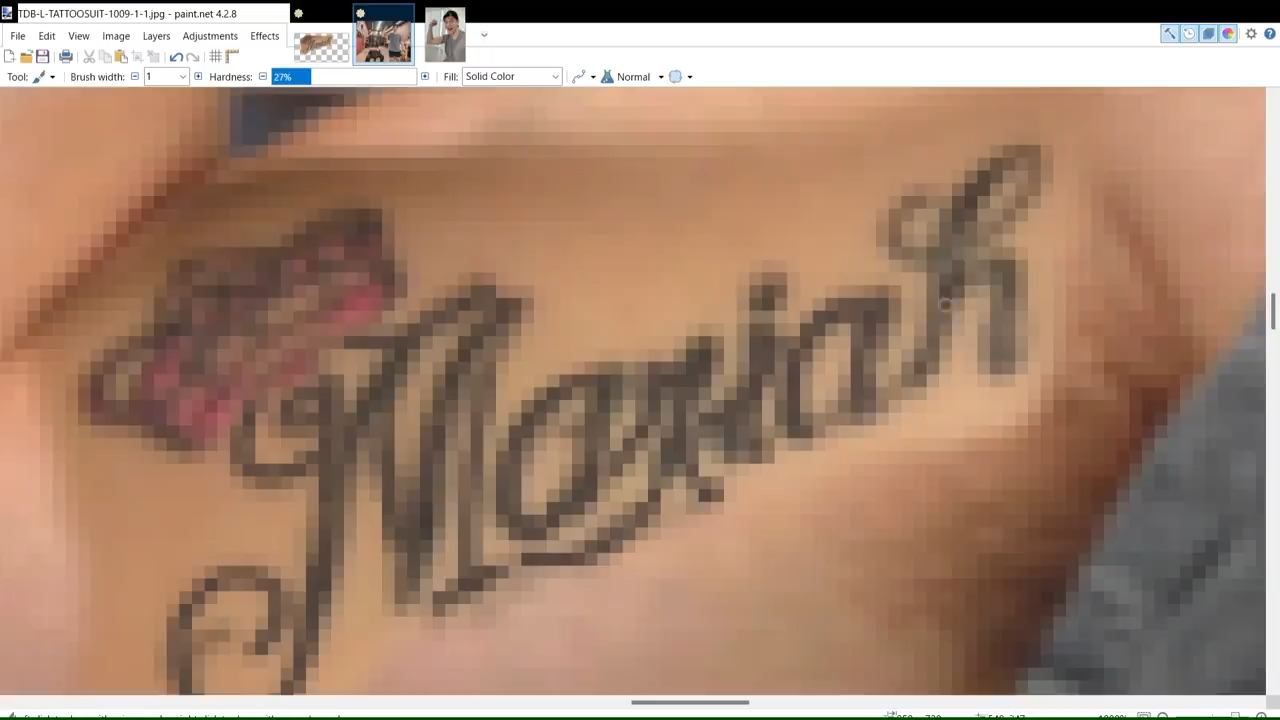 TDB-L-TATTOOSUIT-1009-1-1.jpg - paint.net 4.2.8
File Edit View Image Layers Adjustments Effects
Tool: Brush width: 1 Hardness: 27% Fill: Solid Color Normal
Mariah